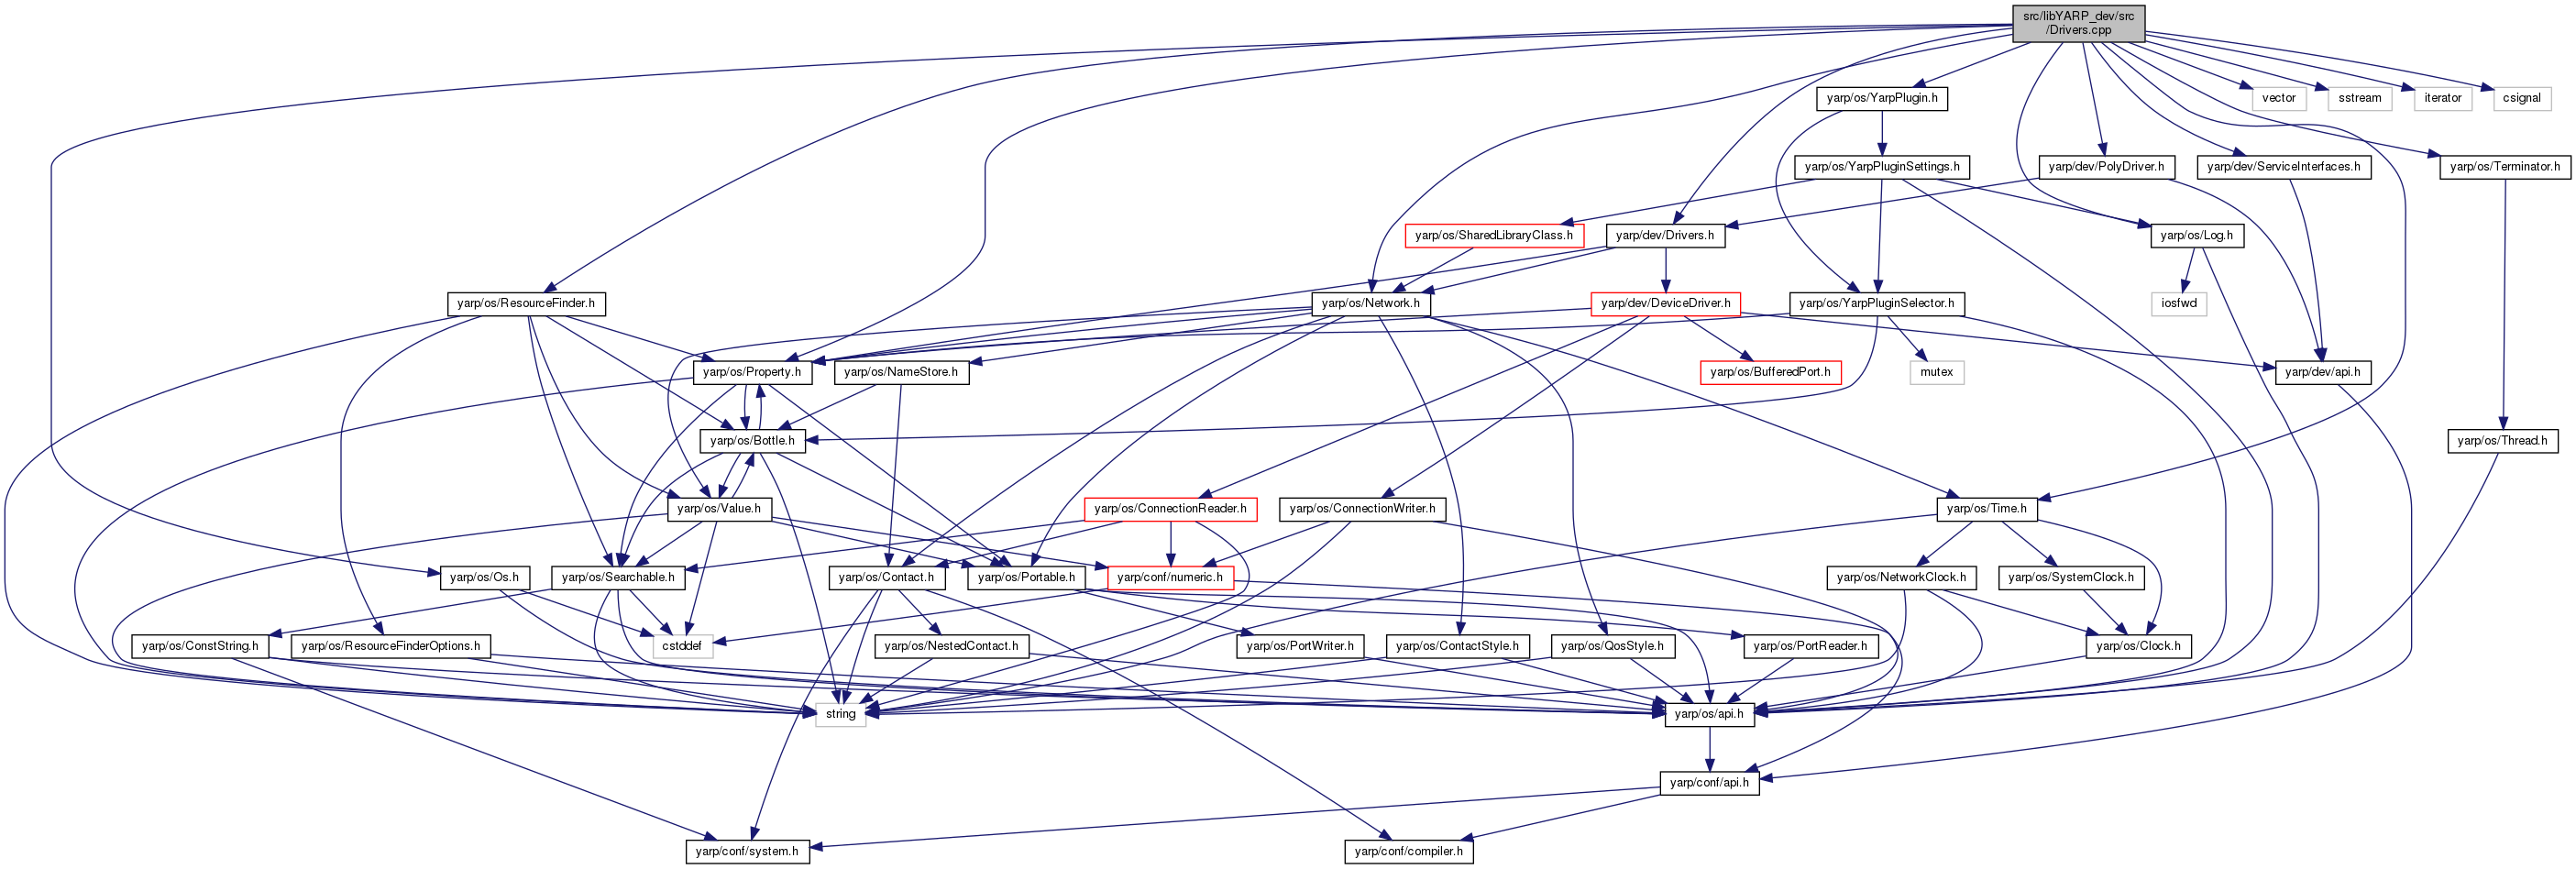 src/libYARP_dev/src
/Drivers.cpp
yarp/os/YarpPlugin.h
vector
sstream
iterator
csignal
yarp/os/YarpPluginSettings.h
yarp/dev/PolyDriver.h
yarp/dev/ServiceInterfaces.h
yarp/os/Terminator.h
yarp/os/SharedLibraryClass.h
yarp/dev/Drivers.h
yarp/os/Log.h
yarp/os/ResourceFinder.h
yarp/os/Network.h
yarp/dev/DeviceDriver.h
yarp/os/YarpPluginSelector.h
iosfwd
yarp/os/Property.h
yarp/os/NameStore.h
yarp/os/BufferedPort.h
mutex
yarp/dev/api.h
yarp/os/Bottle.h
yarp/os/Thread.h
yarp/os/Value.h
yarp/os/ConnectionReader.h
yarp/os/ConnectionWriter.h
yarp/os/Time.h
yarp/os/Os.h
yarp/os/Searchable.h
yarp/os/Contact.h
yarp/os/Portable.h
yarp/conf/numeric.h
yarp/os/NetworkClock.h
yarp/os/SystemClock.h
yarp/os/ConstString.h
yarp/os/ResourceFinderOptions.h
cstddef
yarp/os/NestedContact.h
yarp/os/PortWriter.h
yarp/os/ContactStyle.h
yarp/os/QosStyle.h
yarp/os/PortReader.h
yarp/os/Clock.h
string
yarp/os/api.h
yarp/conf/api.h
yarp/conf/system.h
yarp/conf/compiler.h